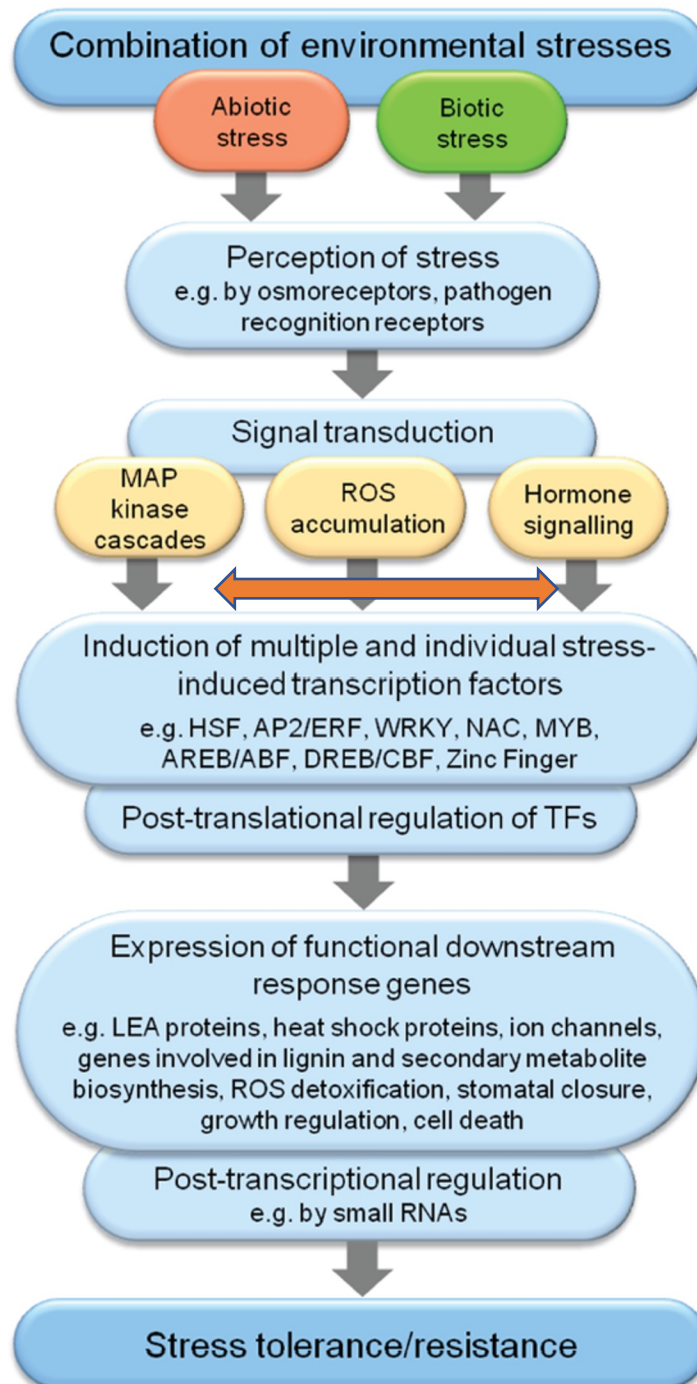 Combination of environmental stresses
Abiotic
stress
Biotic
stress
Perception of stress
e.g. by osmoreceptors, pathogen
recognition receptors
Signal transduction
MAP
kinase
cascades
ROS
accumulation
Hormone
signalling
Induction of multiple and individual stress-
induced transcription factors
e.g. HSF, AP2/ERF, WRKY, NAC, MYB,
AREB/ABF, DREB/CBF, Zinc Finger
Post-translational regulation of TFs
Expression of functional downstream
response genes
e.g. LEA proteins, heat shock proteins, ion channels,
genes involved in lignin and secondary metabolite
biosynthesis, ROS detoxification, stomatal closure,
growth regulation, cell death
Post-transcriptional regulation
e.g. by small RNAs
Stress tolerance/resistance